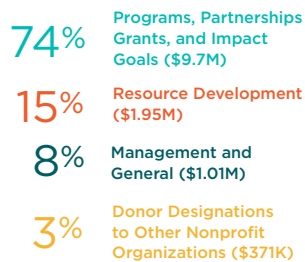 74%
Programs, Partnerships
Grants, and Impact
Goals ($9.7M)
15%
Resource Development
($1.95M)
8%
Management and
General ($1.01M)
3%
Donor Designations
to Other Nonprofit
Organizations ($371K)